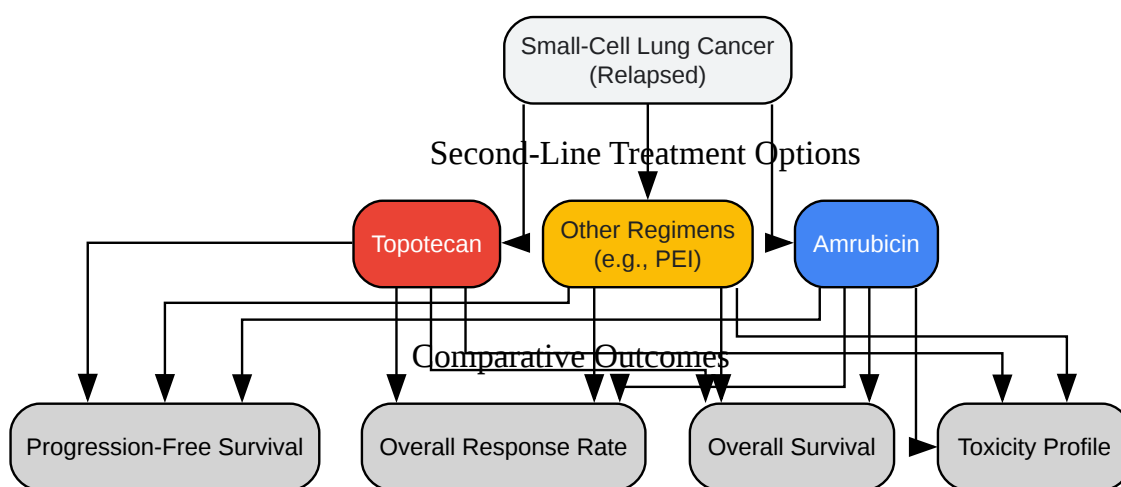 Small-Cell Lung Cancer
(Relapsed)
Second-Line Treatment Options
Topotecan
Other Regimens
(e.g., PEI)
Amrubicin
Comparative Outcomes
Progression-Free Survival
Overall Response Rate
Overall Survival
Toxicity Profile